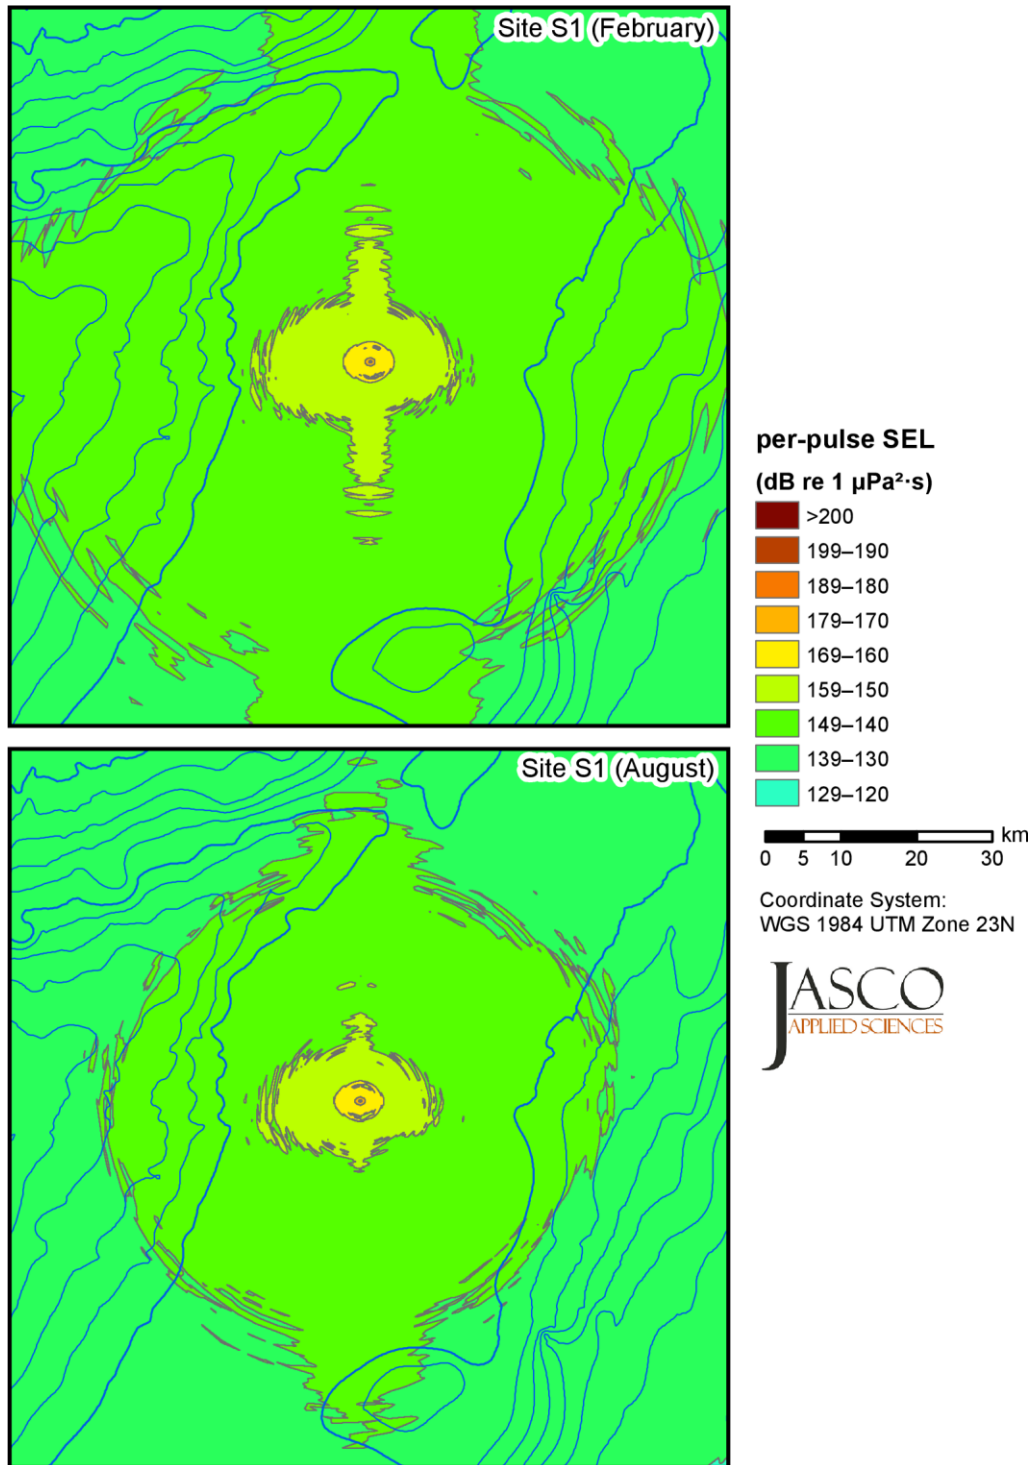 Site S1 (February)
per-pulse SEL
(dB re 1 µPa²·s)
>200
199–190
189–180
179–170
169–160
159–150
149–140
139–130
129–120
km
0 5 10 20 30
Coordinate System:
WGS 1984 UTM Zone 23N
JASCO
APPLIED SCIENCES
Site S1 (August)